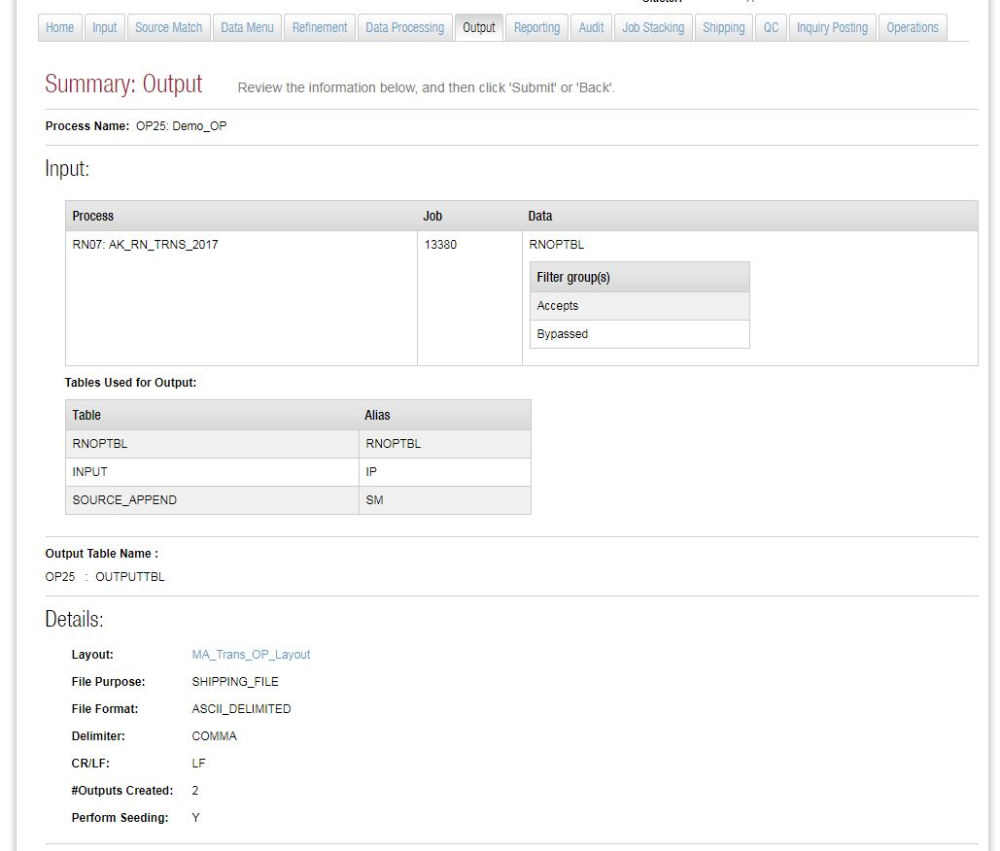 Home Input Source Match Data Menu Refinement Data Processing Output Reporting Audit Job Stacking Shipping QC Inquiry Posting Operations
Summary: Output Review the information below, and then click 'Submit' or 'Back'.
Process Name: OP25: Demo_OP
Input:
Process Job Data
RN07: AK_RN_TRNS_2017 13380 RNOPTBL
Filter group(s)
Accepts
Bypassed
Tables Used for Output:
Table Alias
RNOPTBL RNOPTBL
INPUT IP
SOURCE_APPEND SM
Output Table Name :
OP25 : OUTPUTTBL
Details:
Layout: MA_Trans_OP_Layout
File Purpose: SHIPPING_FILE
File Format: ASCII_DELIMITED
Delimiter: COMMA
CR/LF: LF
#Outputs Created: 2
Perform Seeding: Y